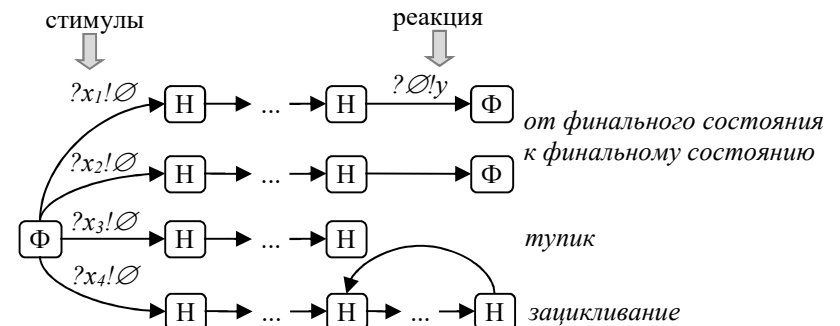 стимулы реакция
?x₁!∅ Н ... Н ?∅!y Ф
от финального состояния
к финальному состоянию
?x₂!∅ Н ... Н Ф
Ф ?x₃!∅ Н ... Н тупик
?x₄!∅ Н ... Н ... Н зацикливание